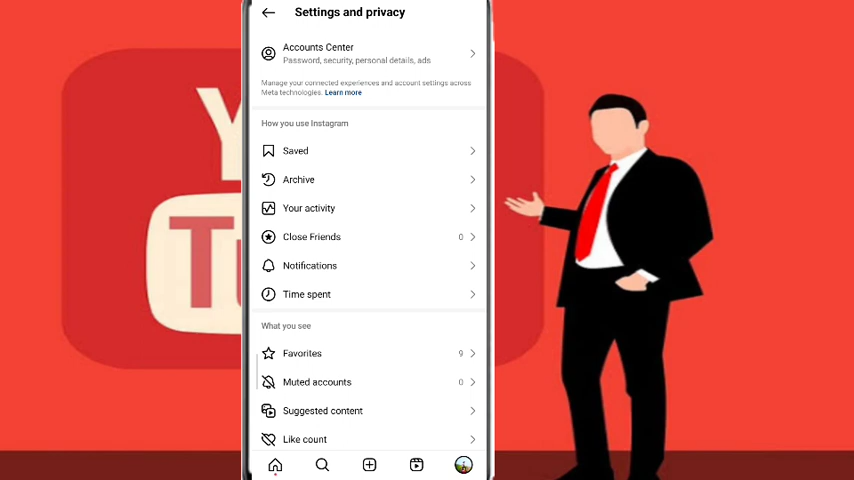 Settings and privacy
Accounts Center
Password, security, personal details, ads
Manage your connected experiences and account settings across
Meta technologies. Learn more
How you use Instagram
Saved
Archive
Your activity
Close Friends 0
Notifications
Time spent
What you see
Favorites 9
Muted accounts 0
Suggested content
Like count
Y
Tu